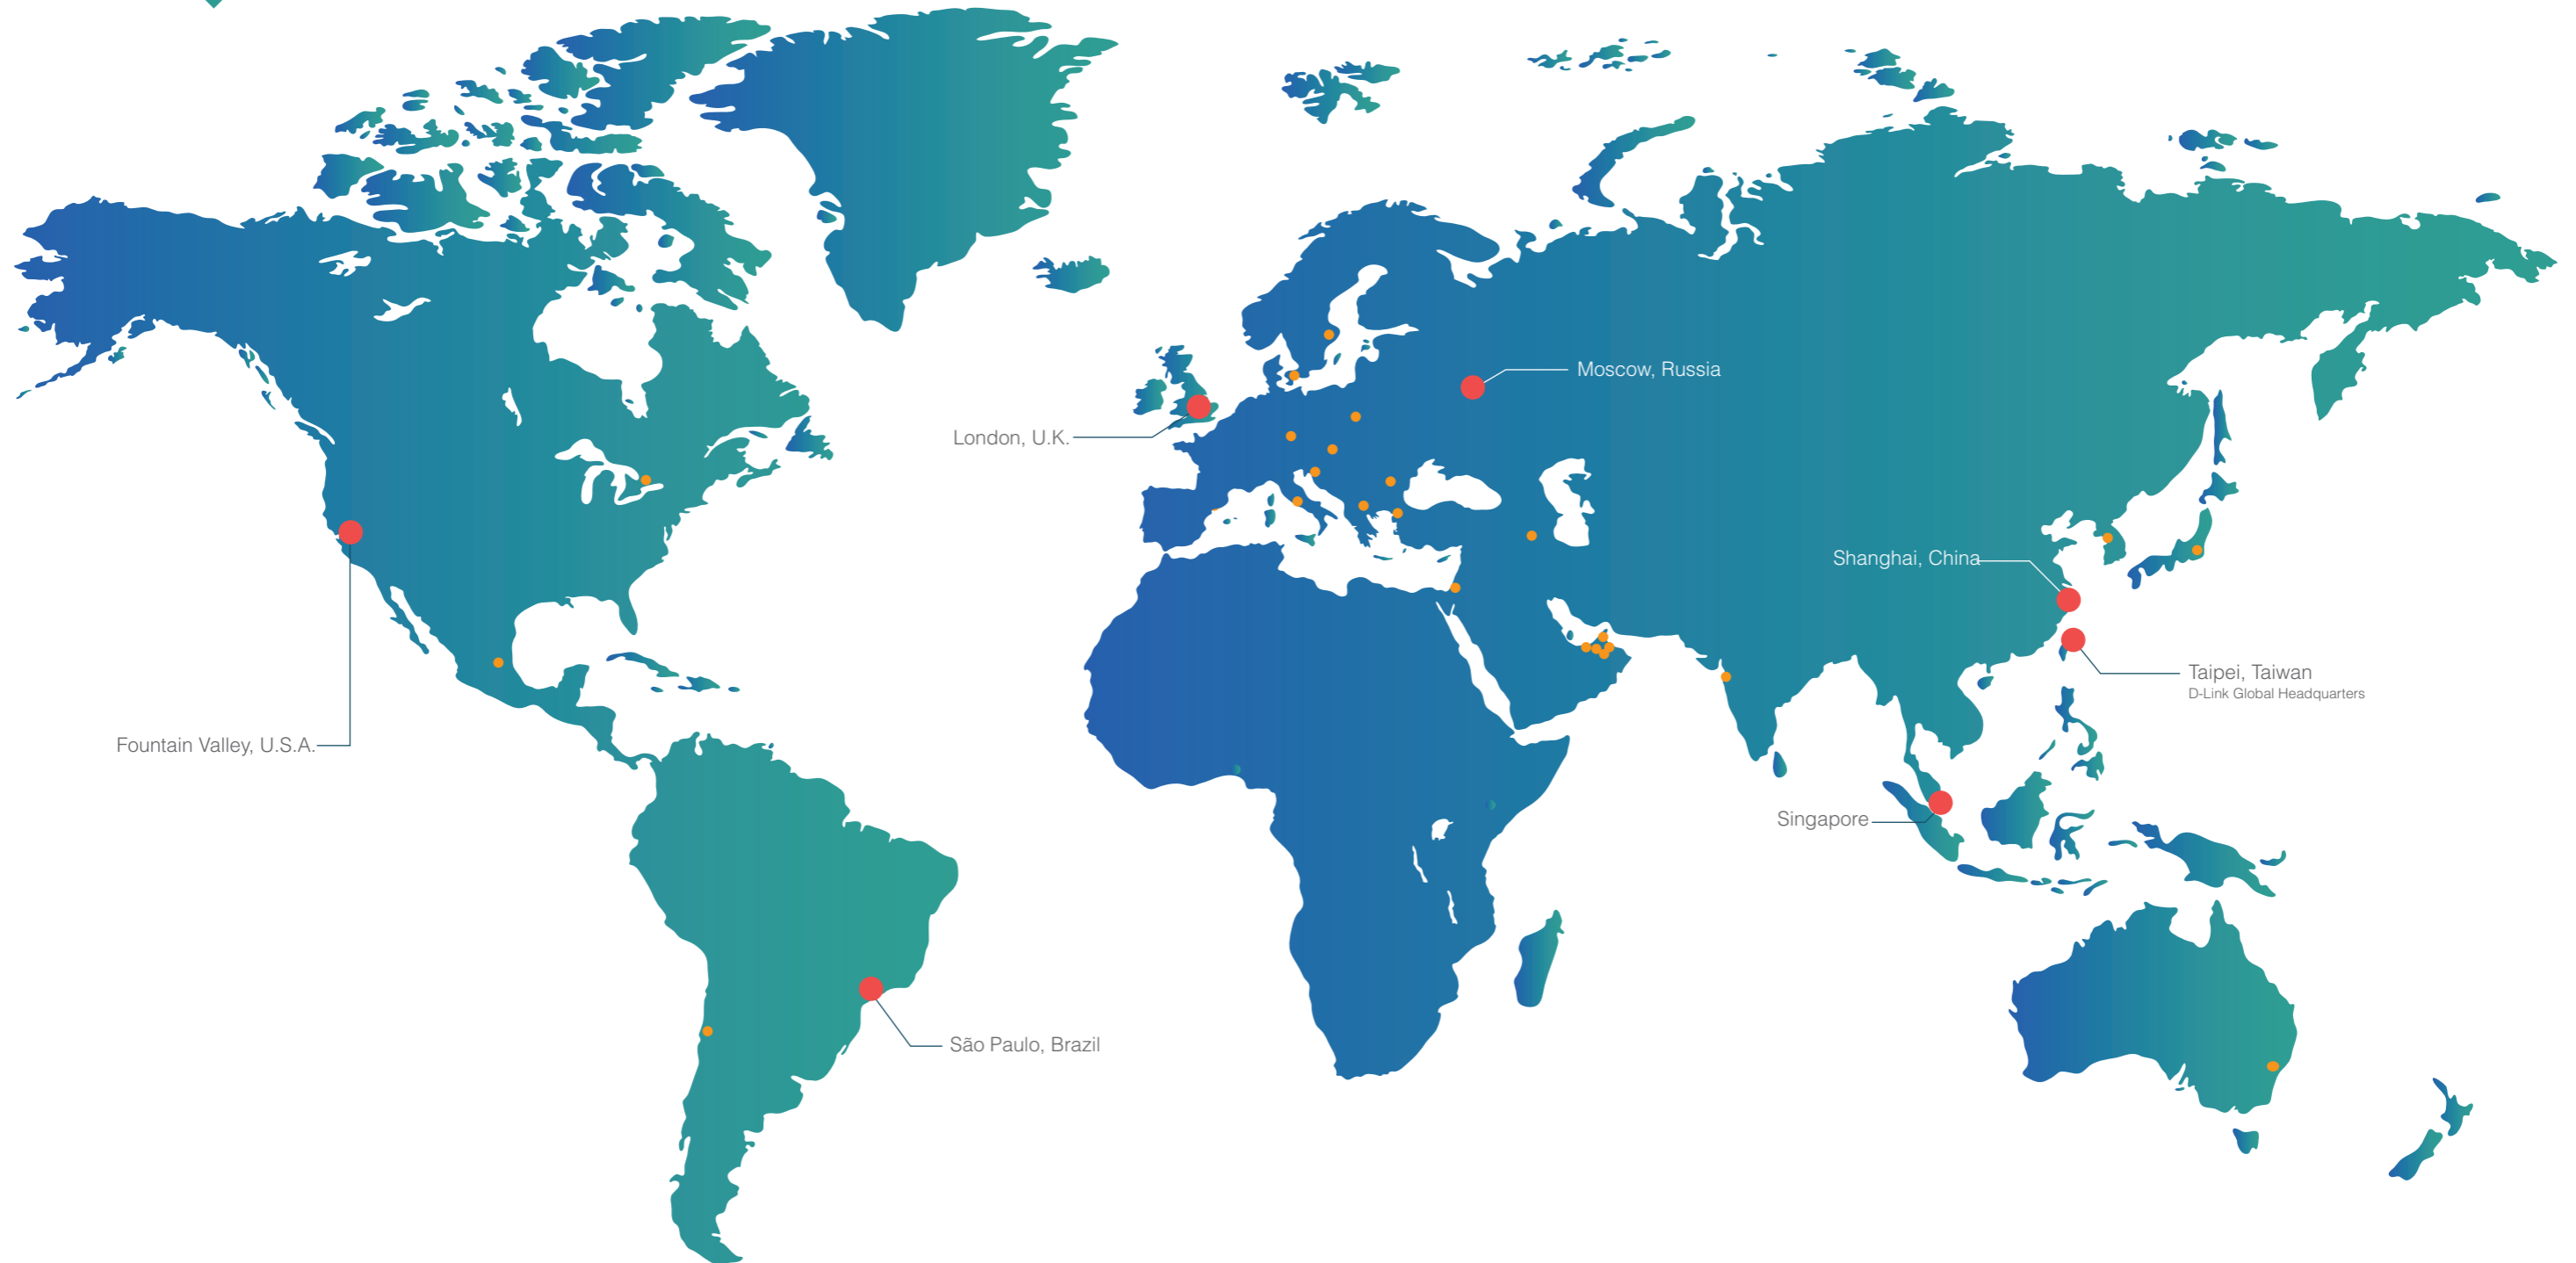 Moscow, Russia
London, U.K.
Shanghai, China
Taipei, Taiwan
D-Link Global Headquarters
Fountain Valley, U.S.A.
Singapore
São Paulo, Brazil